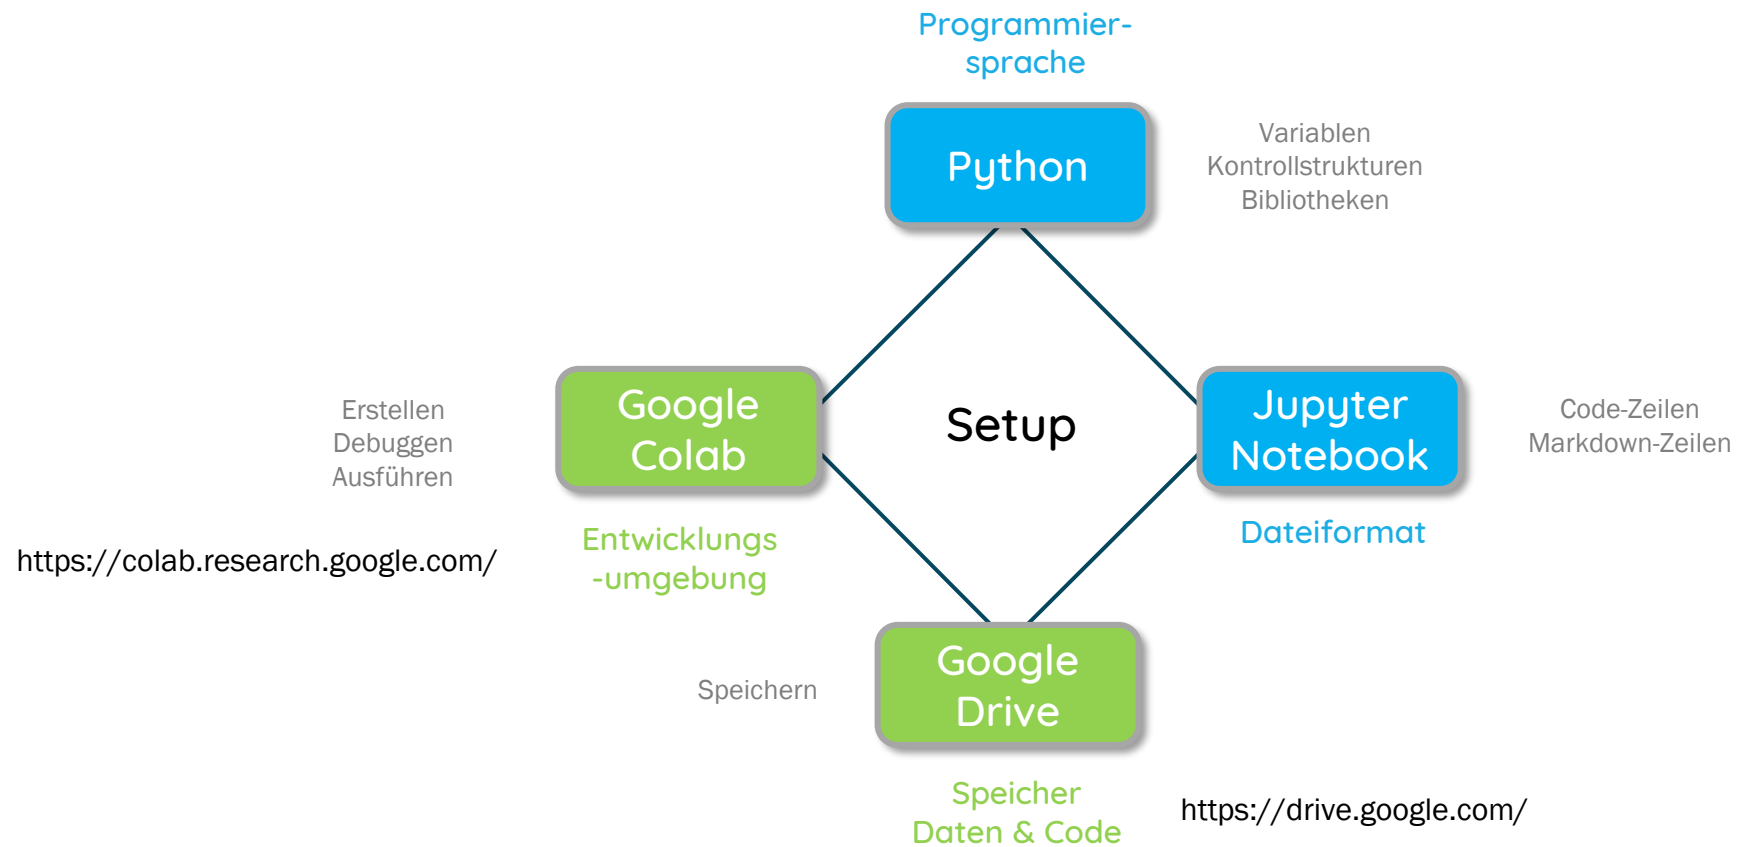 Programmier-
sprache
Python
Variablen
Kontrollstrukturen
Bibliotheken
Erstellen
Debuggen
Ausführen
Google
Colab
Setup
Jupyter
Notebook
Code-Zeilen
Markdown-Zeilen
https://colab.research.google.com/
Entwicklungs
-umgebung
Dateiformat
Speichern
Google
Drive
Speicher
Daten & Code
https://drive.google.com/